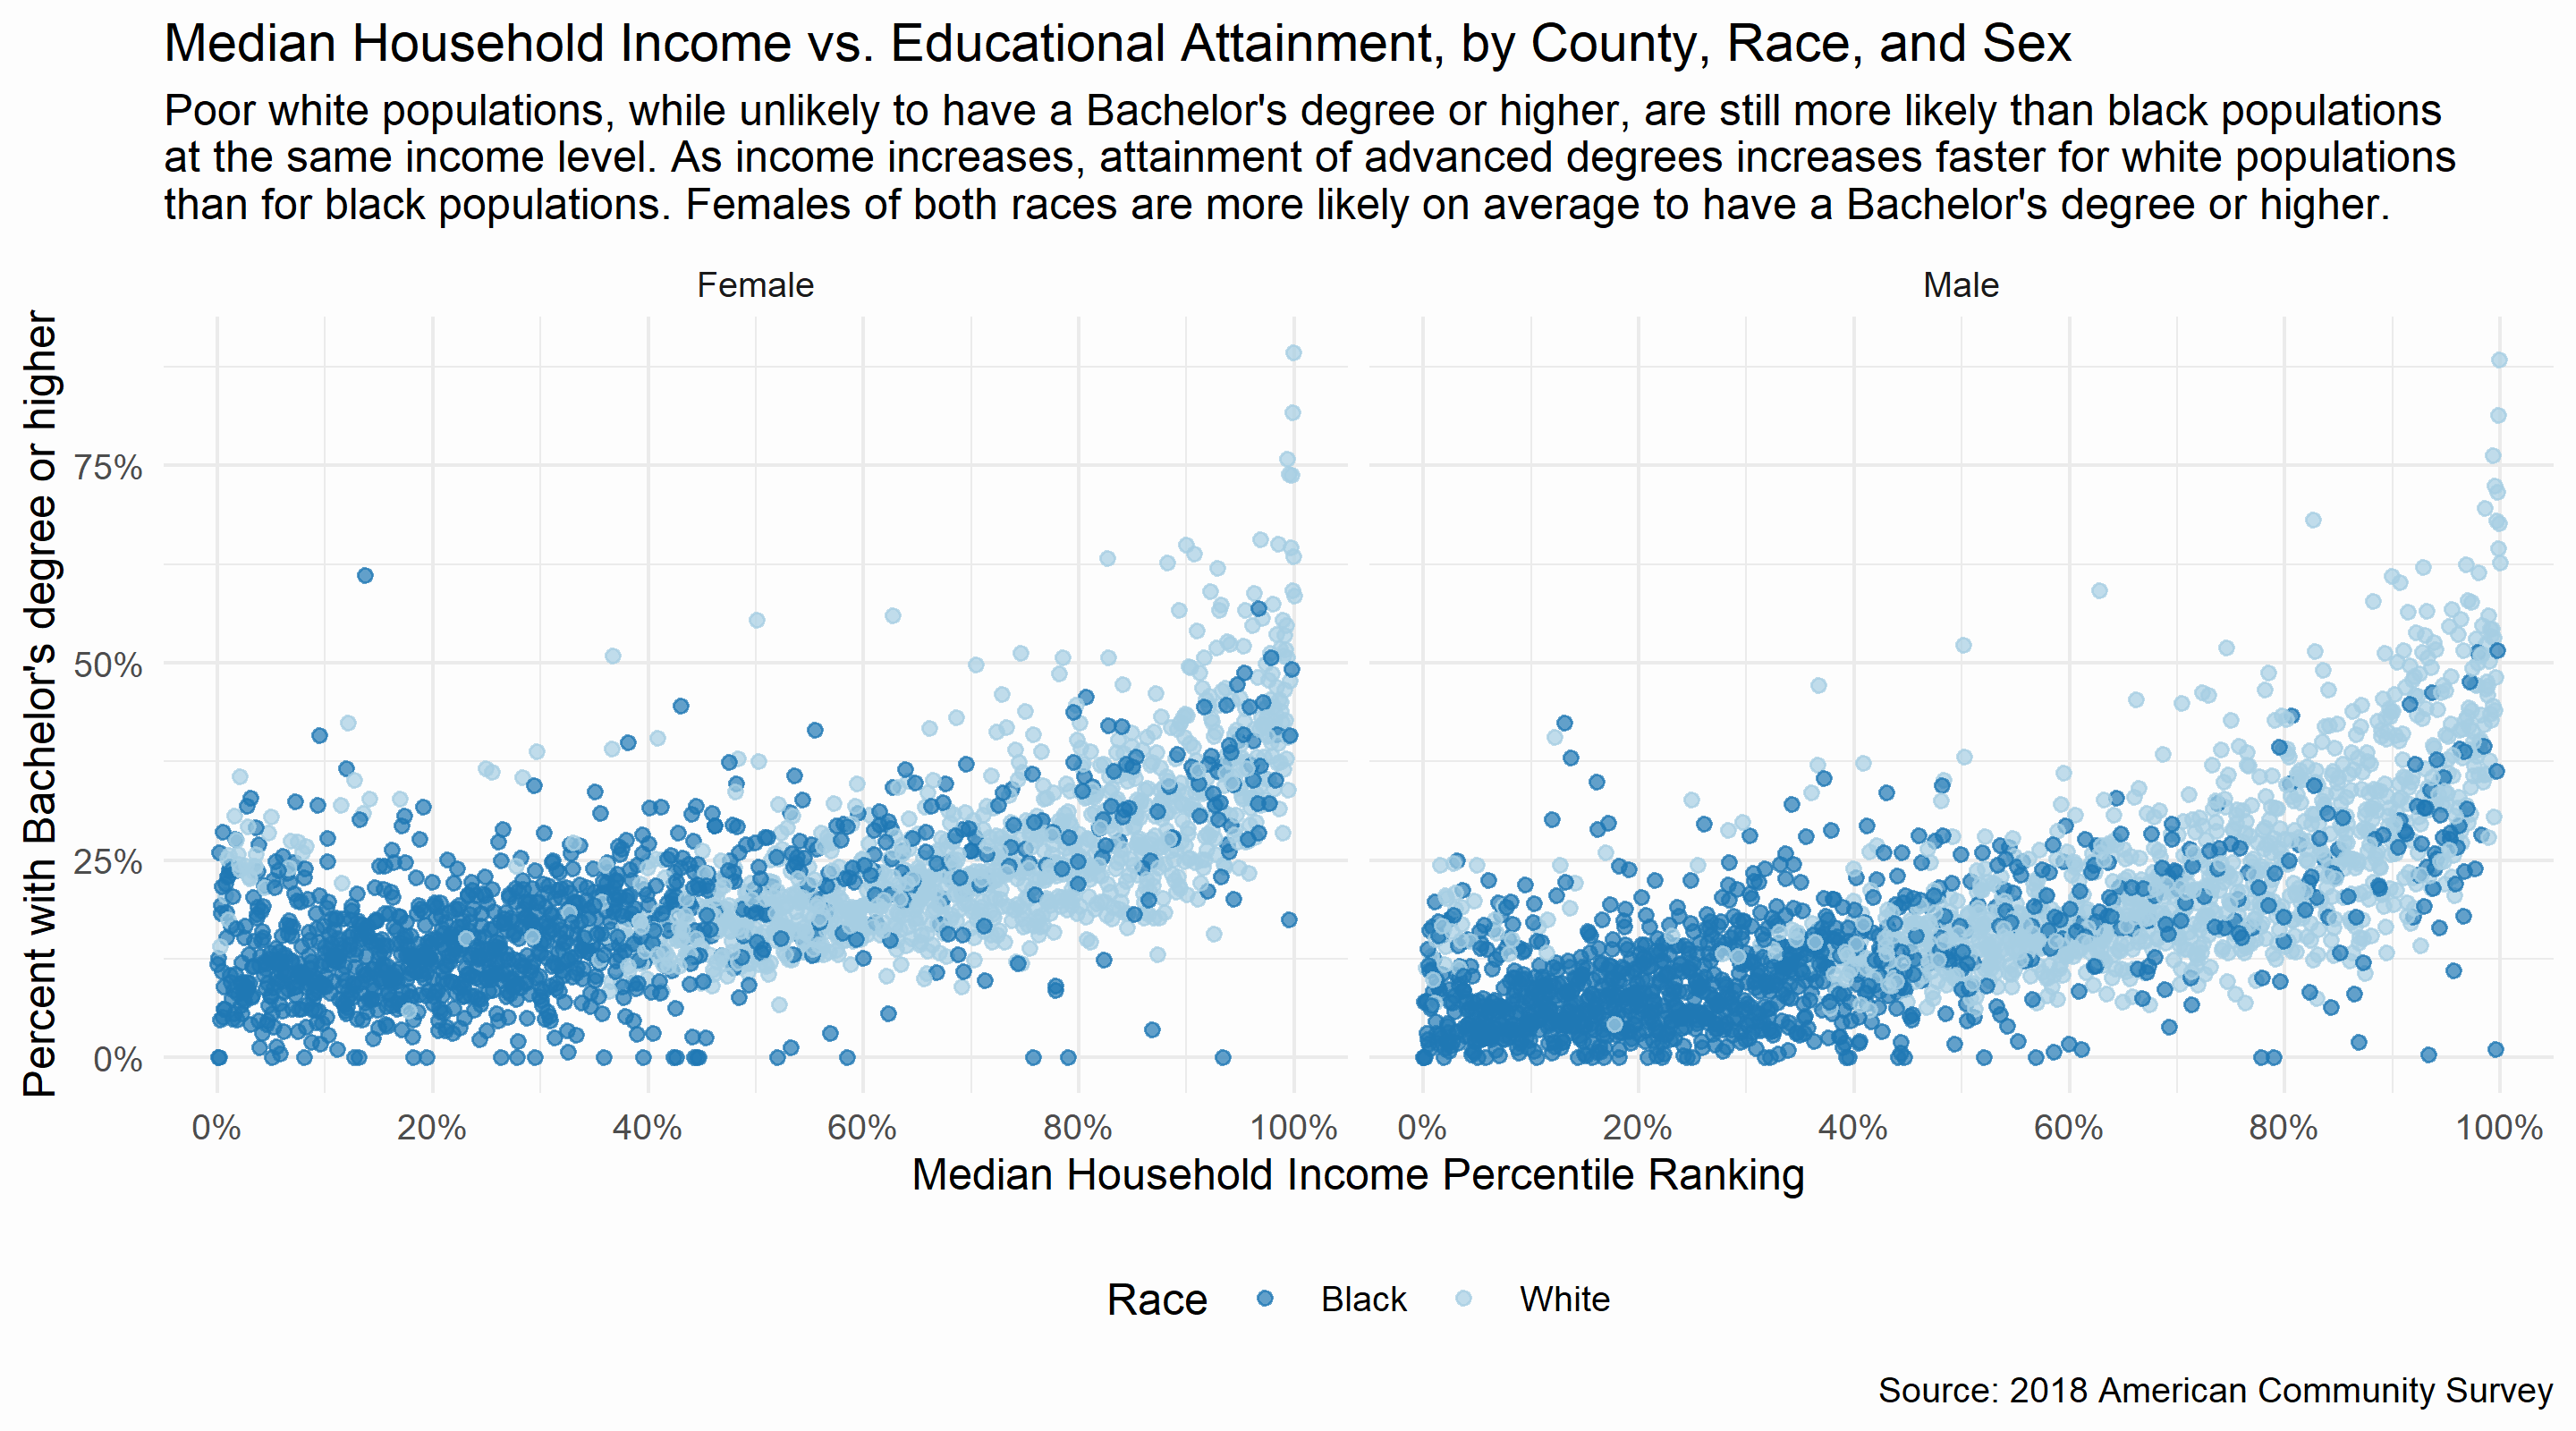 Median Household Income vs. Educational Attainment, by County, Race, and Sex
Poor white populations, while unlikely to have a Bachelor's degree or higher, are still more likely than black populations
at the same income level. As income increases, attainment of advanced degrees increases faster for white populations
than for black populations. Females of both races are more likely on average to have a Bachelor's degree or higher.
Female
Male
Percent with Bachelor's degree or higher
75%
50%
25%
0%
0% 20% 40% 60% 80% 100%
0% 20% 40% 60% 80% 100%
Median Household Income Percentile Ranking
Race Black White
Source: 2018 American Community Survey